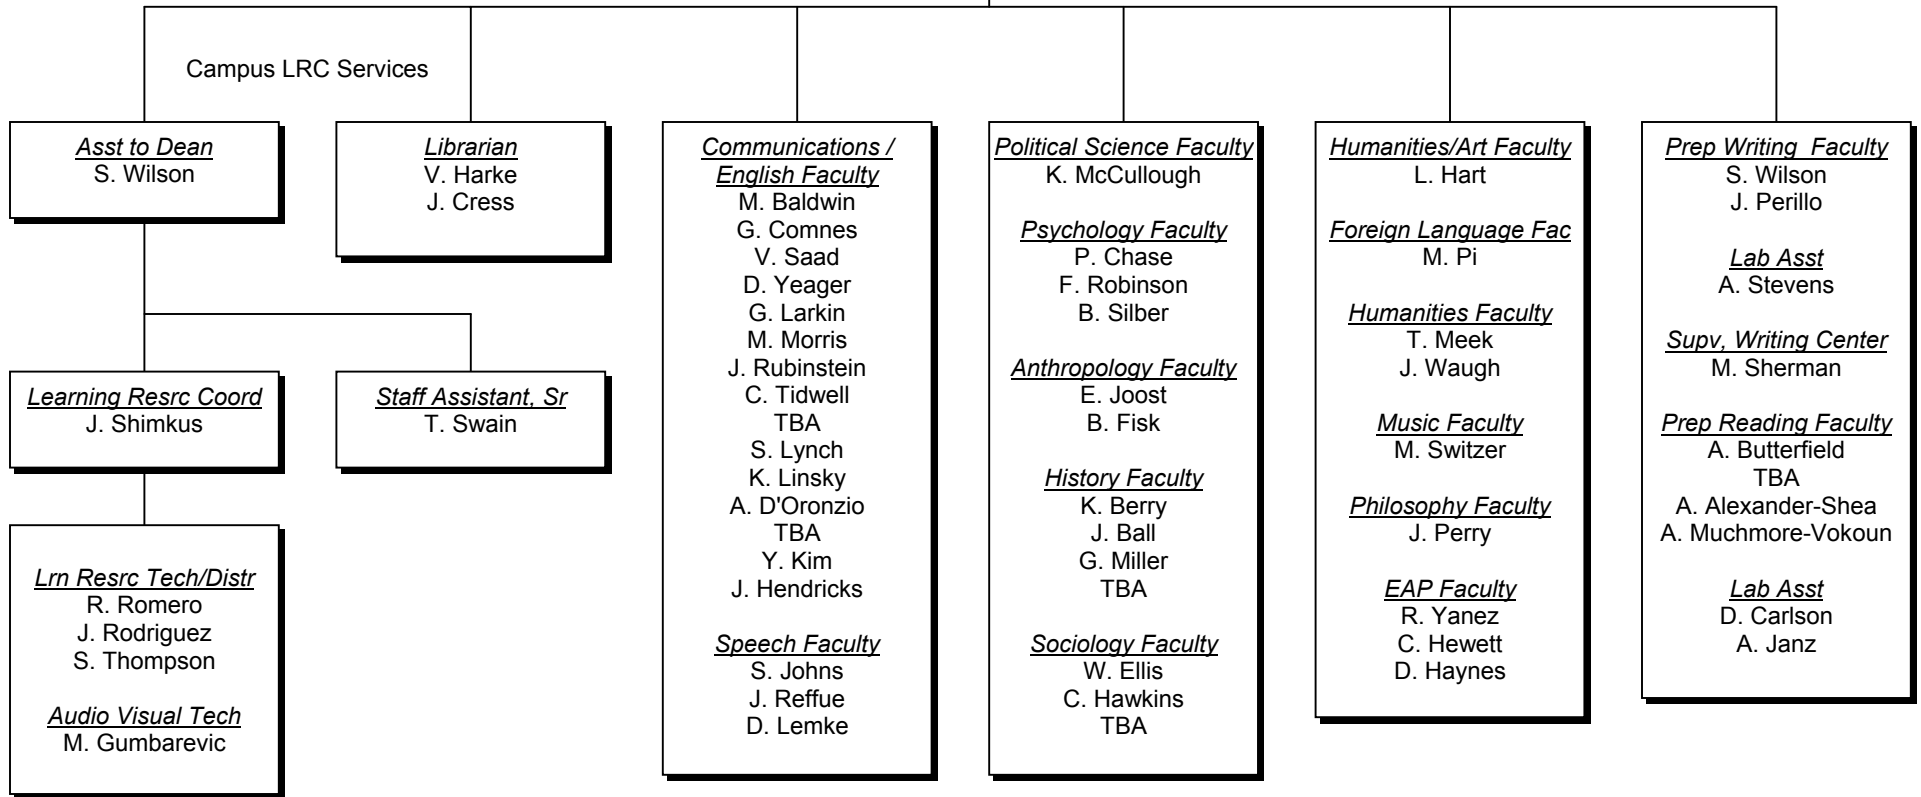 Campus LRC Services
Asst to Dean
S. Wilson
Librarian
V. Harke
J. Cress
Communications /
English Faculty
M. Baldwin
G. Comnes
V. Saad
D. Yeager
G. Larkin
M. Morris
J. Rubinstein
C. Tidwell
TBA
S. Lynch
K. Linsky
A. D'Oronzio
TBA
Y. Kim
J. Hendricks
Speech Faculty
S. Johns
J. Reffue
D. Lemke
Political Science Faculty
K. McCullough
Psychology Faculty
P. Chase
F. Robinson
B. Silber
Anthropology Faculty
E. Joost
B. Fisk
History Faculty
K. Berry
J. Ball
G. Miller
TBA
Sociology Faculty
W. Ellis
C. Hawkins
TBA
Humanities/Art Faculty
L. Hart
Foreign Language Fac
M. Pi
Humanities Faculty
T. Meek
J. Waugh
Music Faculty
M. Switzer
Philosophy Faculty
J. Perry
EAP Faculty
R. Yanez
C. Hewett
D. Haynes
Prep Writing  Faculty
S. Wilson
J. Perillo
Lab Asst
A. Stevens
Supv, Writing Center
M. Sherman
Prep Reading Faculty
A. Butterfield
TBA
A. Alexander-Shea
A. Muchmore-Vokoun
Lab Asst
D. Carlson
A. Janz
Learning Resrc Coord
J. Shimkus
Staff Assistant, Sr
T. Swain
Lrn Resrc Tech/Distr
R. Romero
J. Rodriguez
S. Thompson
Audio Visual Tech
M. Gumbarevic